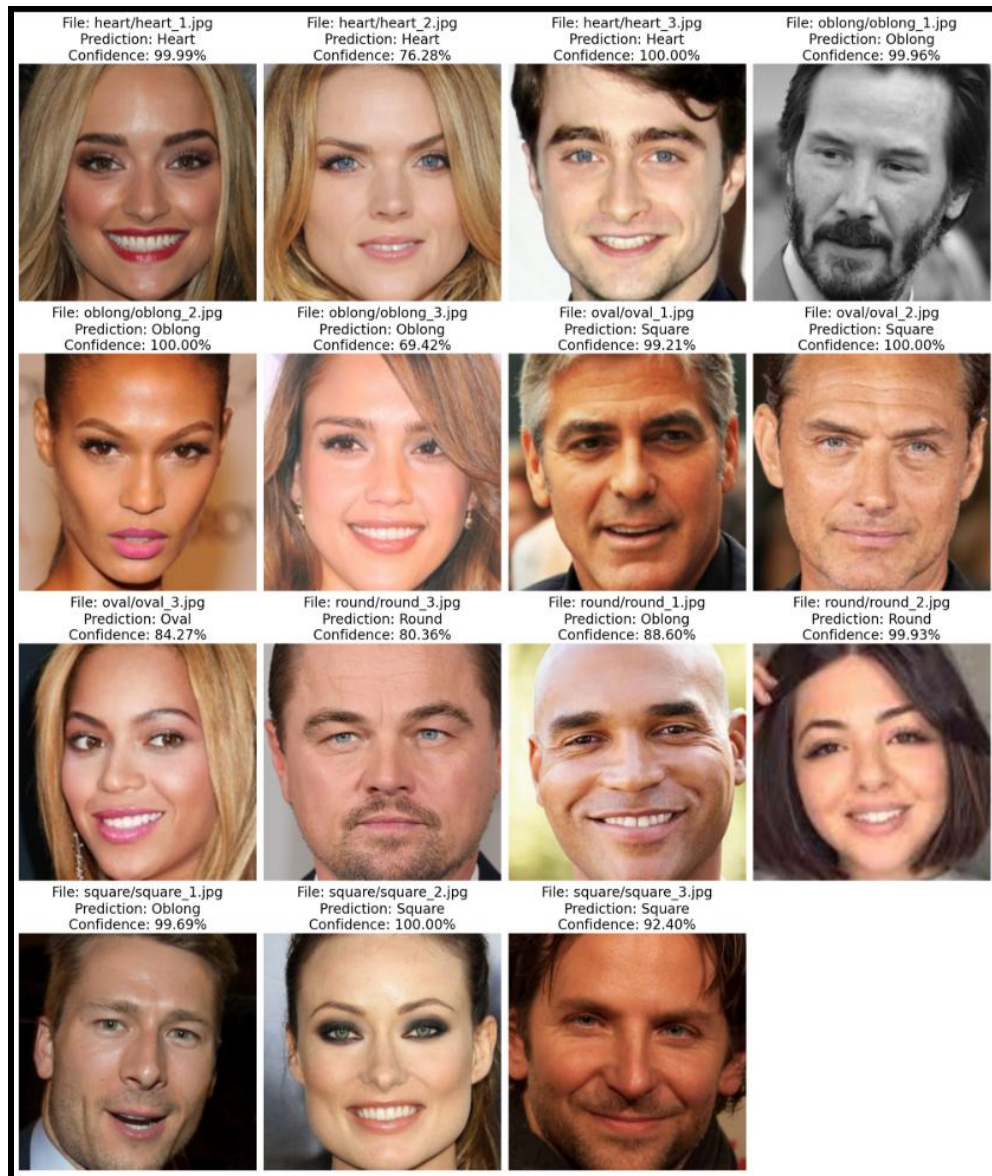 File: heart/heart_1.jpg
Prediction: Heart
Confidence: 99.99%
File: heart/heart_2.jpg
Prediction: Heart
Confidence: 76.28%
File: heart/heart_3.jpg
Prediction: Heart
Confidence: 100.00%
File: oblong/oblong_1.jpg
Prediction: Oblong
Confidence: 99.96%
File: oblong/oblong_2.jpg
Prediction: Oblong
Confidence: 100.00%
File: oblong/oblong_3.jpg
Prediction: Oblong
Confidence: 69.42%
File: oval/oval_1.jpg
Prediction: Square
Confidence: 99.21%
File: oval/oval_2.jpg
Prediction: Square
Confidence: 100.00%
File: oval/oval_3.jpg
Prediction: Oval
Confidence: 84.27%
File: round/round_3.jpg
Prediction: Round
Confidence: 80.36%
File: round/round_1.jpg
Prediction: Oblong
Confidence: 88.60%
File: round/round_2.jpg
Prediction: Round
Confidence: 99.93%
File: square/square_1.jpg
Prediction: Oblong
Confidence: 99.69%
File: square/square_2.jpg
Prediction: Square
Confidence: 100.00%
File: square/square_3.jpg
Prediction: Square
Confidence: 92.40%